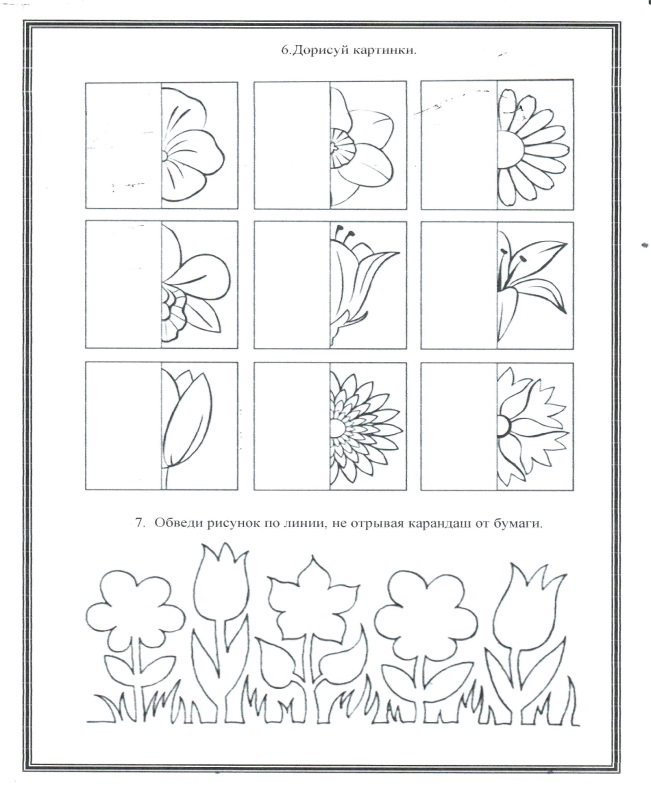 6.Дорисуй картинки.
7. Обведи рисунок по линии, не отрывая карандаш от бумаги.